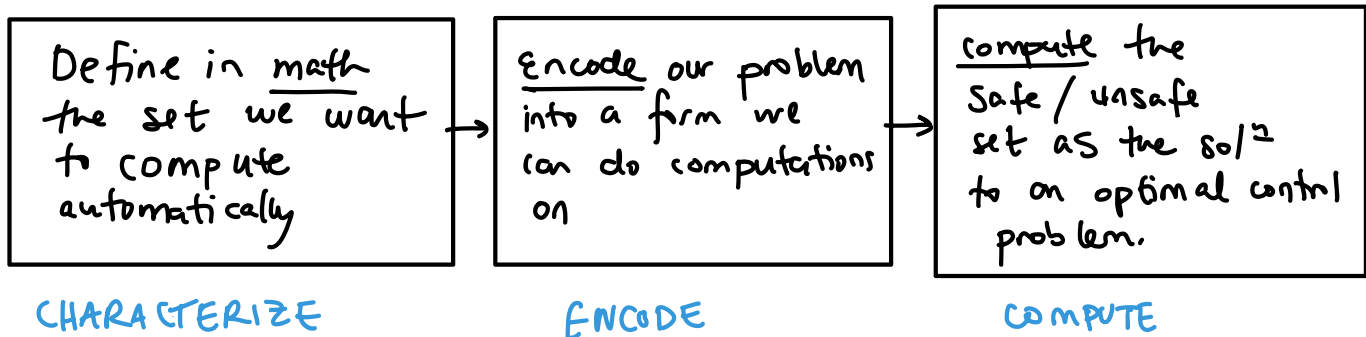 Define in math
the set we want
to compute
automatically
Encode our problem
into a form we
can do computations
on
compute the
safe / unsafe
set as the solⁿ
to an optimal control
problem.
CHARACTERIZE
ENCODE
COMPUTE